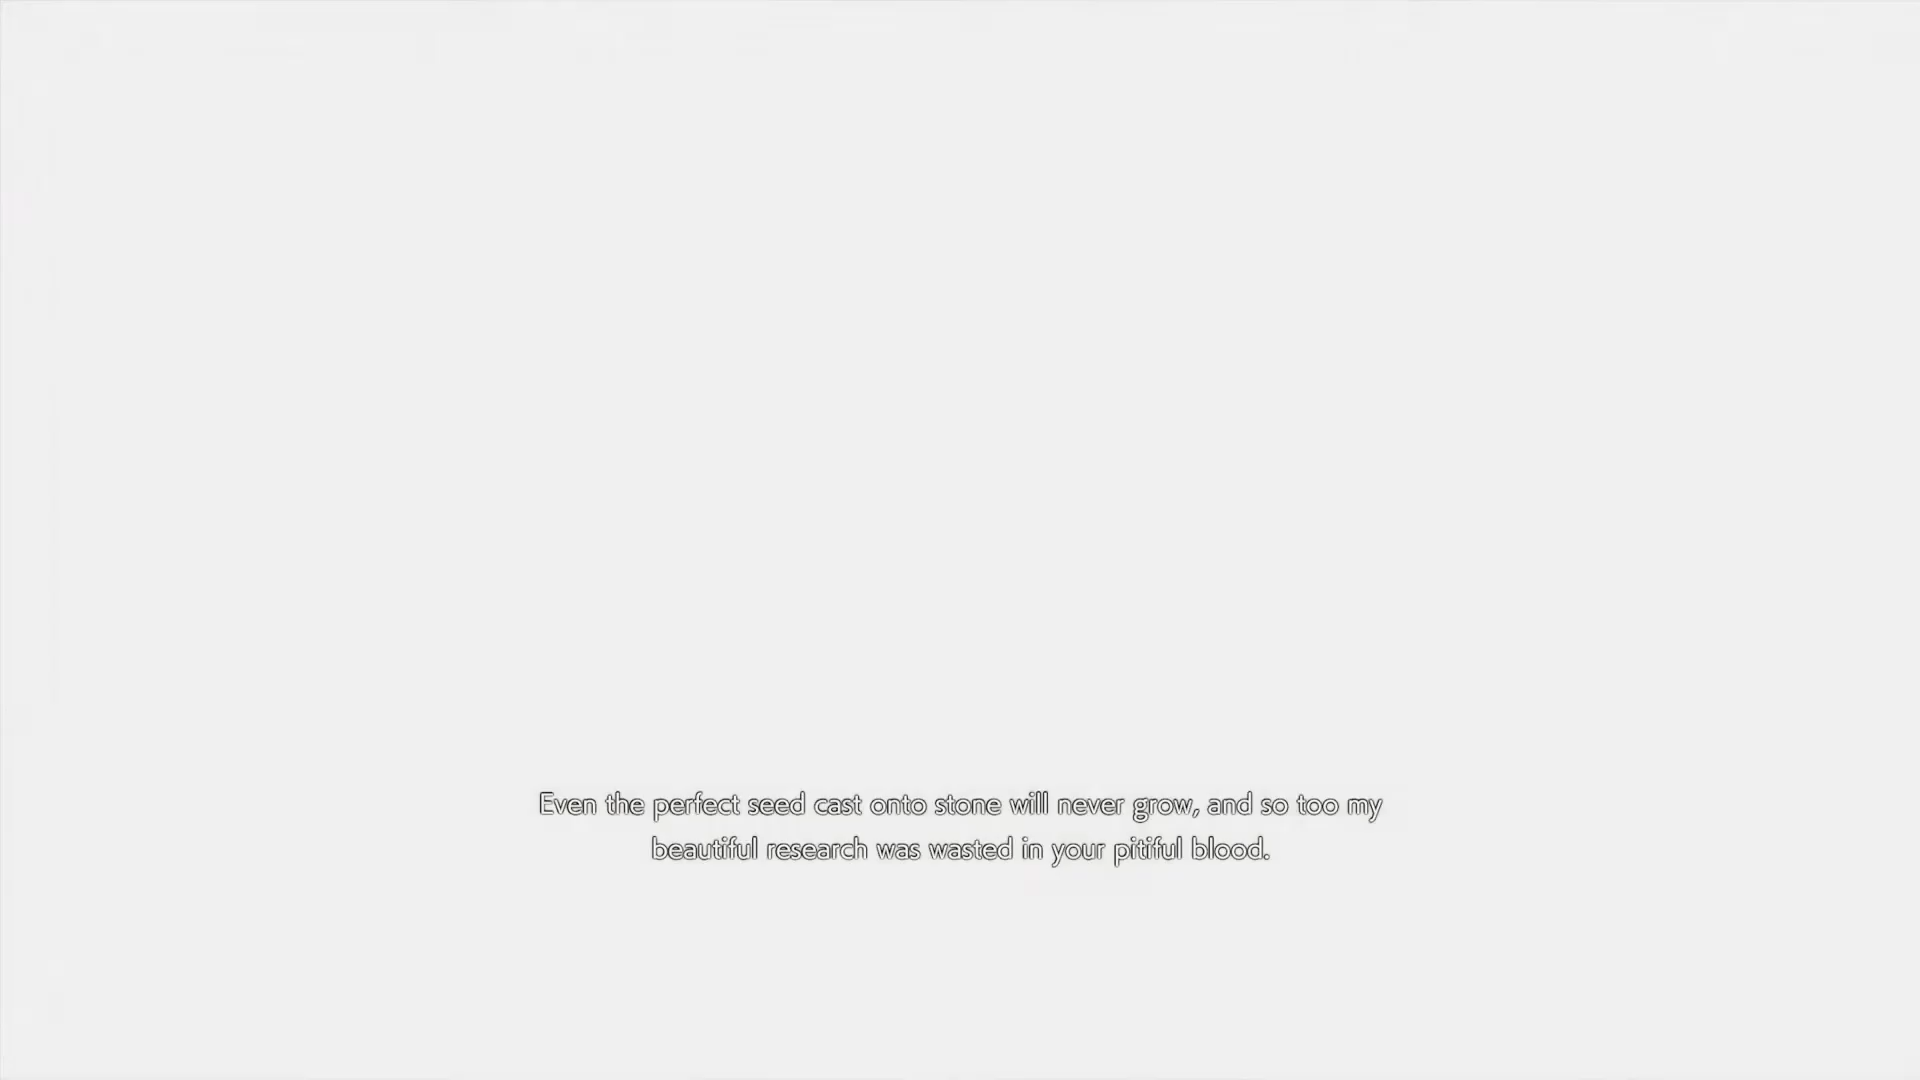 Even the perfect seed cast onto stone will never grow, and so too my
beautiful research was wasted in your pitiful blood.